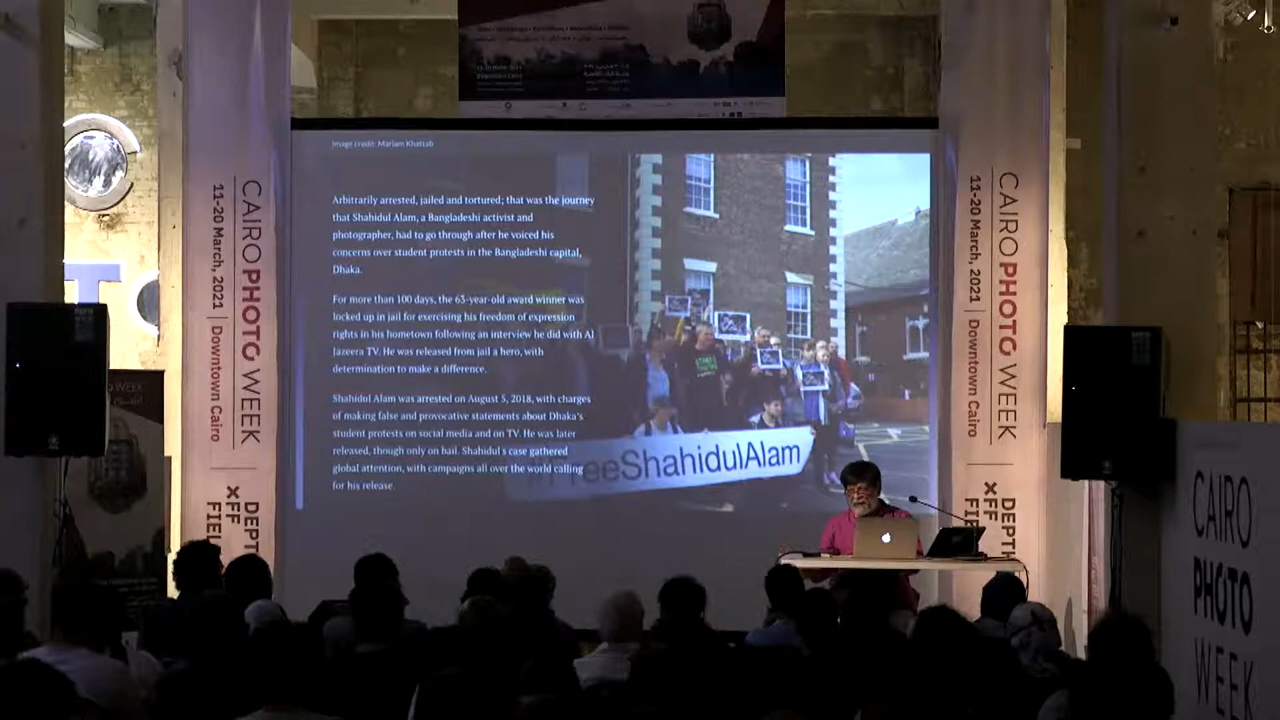 Image credit: Mariam Khattab
Arbitrarily arrested, jailed and tortured; that was the journey
that Shahidul Alam, a Bangladeshi activist and
photographer, had to go through after he voiced his
concerns over student protests in the Bangladeshi capital,
Dhaka.
For more than 100 days, the 63-year-old award winner was
locked up in jail for exercising his freedom of expression
rights in his hometown following an interview he did with Al
Jazeera TV. He was released from jail a hero, with
determination to make a difference.
Shahidul Alam was arrested on August 5, 2018, with charges
of making false and provocative statements about Dhaka's
student protests on social media and on TV. He was later
released, though only on bail. Shahidul's case gathered
global attention, with campaigns all over the world calling
for his release.
#FreeShahidulAlam
CAIRO PHOTO WEEK
11-20 March, 2021 | Downtown Cairo
DEPTH
FIEL
CAIRO PHOTO WEEK
11-20 March, 2021 | Downtown Cairo
DEPTH
FIE
CAIRO
PHOTO
WEEK